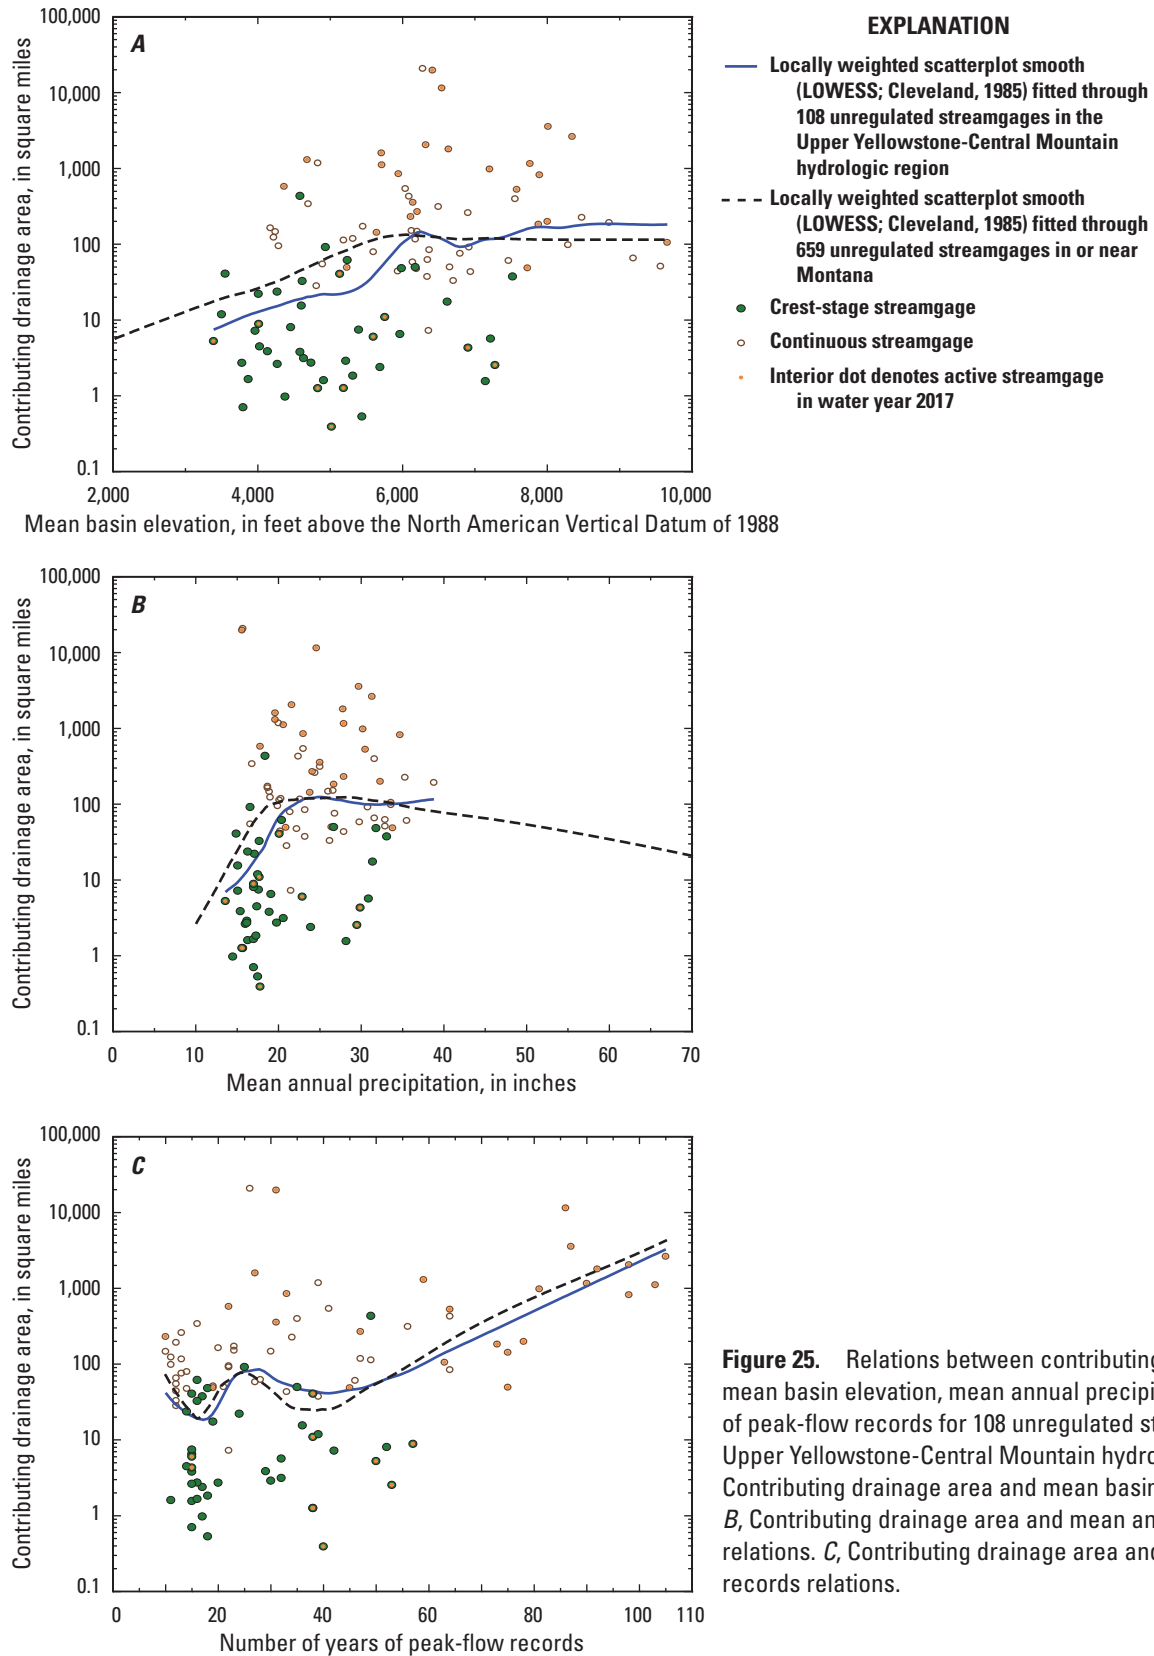 A
100,000
10,000
1,000
100
10
1
0.1
Contributing drainage area, in square miles
2,000 4,000 6,000 8,000 10,000
Mean basin elevation, in feet above the North American Vertical Datum of 1988
EXPLANATION
Locally weighted scatterplot smooth
(LOWESS; Cleveland, 1985) fitted through
108 unregulated streamgages in the
Upper Yellowstone-Central Mountain
hydrologic region
Locally weighted scatterplot smooth
(LOWESS; Cleveland, 1985) fitted through
659 unregulated streamgages in or near
Montana
Crest-stage streamgage
Continuous streamgage
Interior dot denotes active streamgage
in water year 2017
B
100,000
10,000
1,000
100
10
1
0.1
Contributing drainage area, in square miles
0 10 20 30 40 50 60 70
Mean annual precipitation, in inches
C
100,000
10,000
1,000
100
10
1
0.1
Contributing drainage area, in square miles
0 20 40 60 80 100 110
Number of years of peak-flow records
Figure 25. Relations between contributing
mean basin elevation, mean annual precipi
of peak-flow records for 108 unregulated st
Upper Yellowstone-Central Mountain hydro
Contributing drainage area and mean basin
B, Contributing drainage area and mean an
relations. C, Contributing drainage area and
records relations.